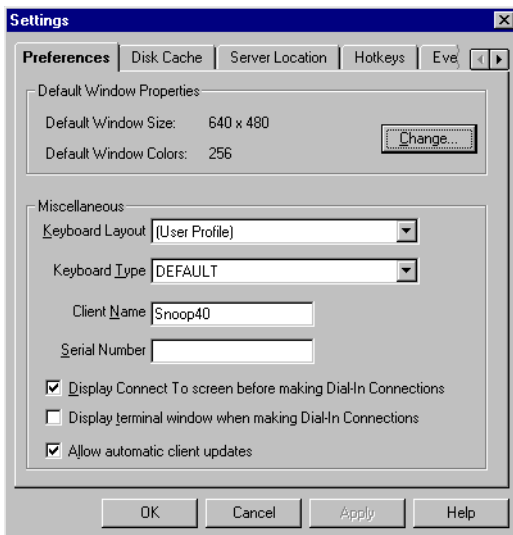 Settings
Preferences Disk Cache Server Location Hotkeys Eve
Default Window Properties
Default Window Size: 640 x 480
Change...
Default Window Colors: 256
Miscellaneous
Keyboard Layout (User Profile)
Keyboard Type DEFAULT
Client Name Snoop40
Serial Number
Display Connect To screen before making Dial-In Connections
Display terminal window when making Dial-In Connections
Allow automatic client updates
OK Cancel Apply Help